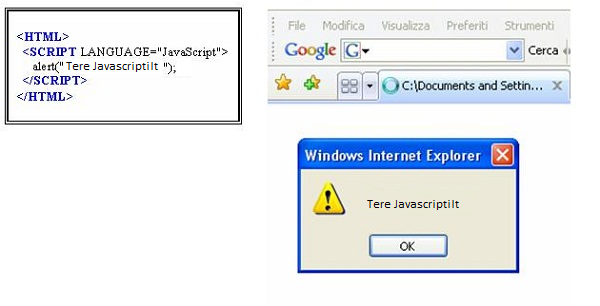 <HTML>
<SCRIPT LANGUAGE="JavaScript">
alert(" Tere Javascriptilt ");
</SCRIPT>
</HTML>
File Modifica Visualizza Preferiti Strumenti
Google G Cerca
C:\Documents and Settin... X
Windows Internet Explorer
Tere Javascriptilt
OK